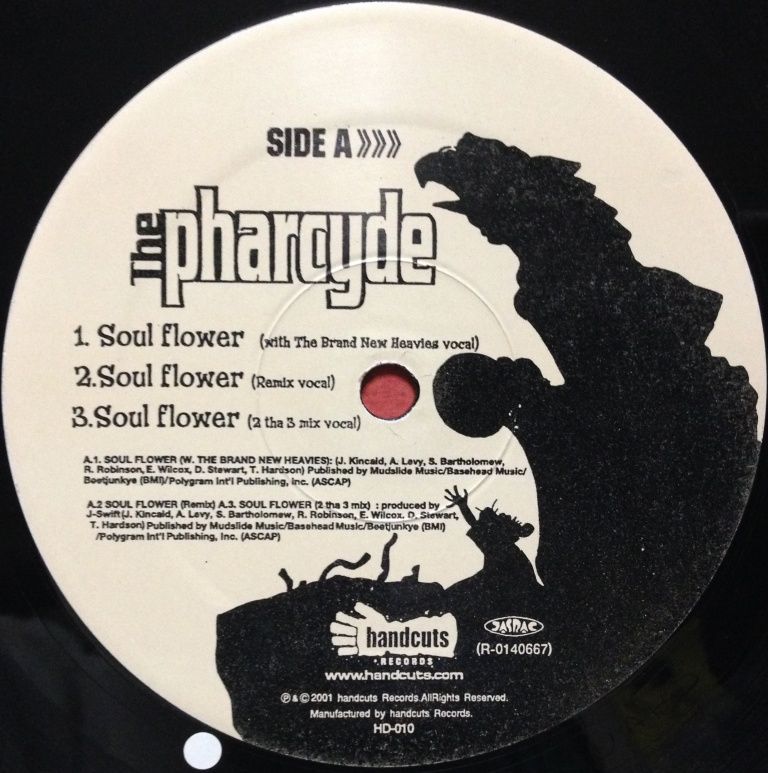 SIDE A
The pharcyde
1. Soul flower (with The Brand New Heavies vocal)
2.Soul flower (Remix vocal)
3.Soul flower (2 tha 3 mix vocal)
A.1. SOUL FLOWER (W. THE BRAND NEW HEAVIES): (J. Kincaid, A. Levy, S. Bartholomew,
R. Robinson, E. Wilcox, D. Stewart, T. Hardson) Published by Mudslide Music/Basehead Music/
Beetjunkye (BMI)/Polygram Int'l Publishing, Inc. (ASCAP)
A.2 SOUL FLOWER (Remix) A.3. SOUL FLOWER (2 tha 3 mix) : produced by
J-Swift(J. Kincaid, A. Levy, S. Bartholomew, R. Robinson, E. Wilcox, D. Stewart,
T. Hardson) Published by Mudslide Music/Basehead Music/Beetjunkye (BMI)
/Polygram Int'l Publishing, Inc. (ASCAP)
handcuts
RECORDS
JASRAC
(R-0140667)
www.handcuts.com
℗&©2001 handcuts Records.AllRights Reserved.
Manufactured by handcuts Records.
HD-010